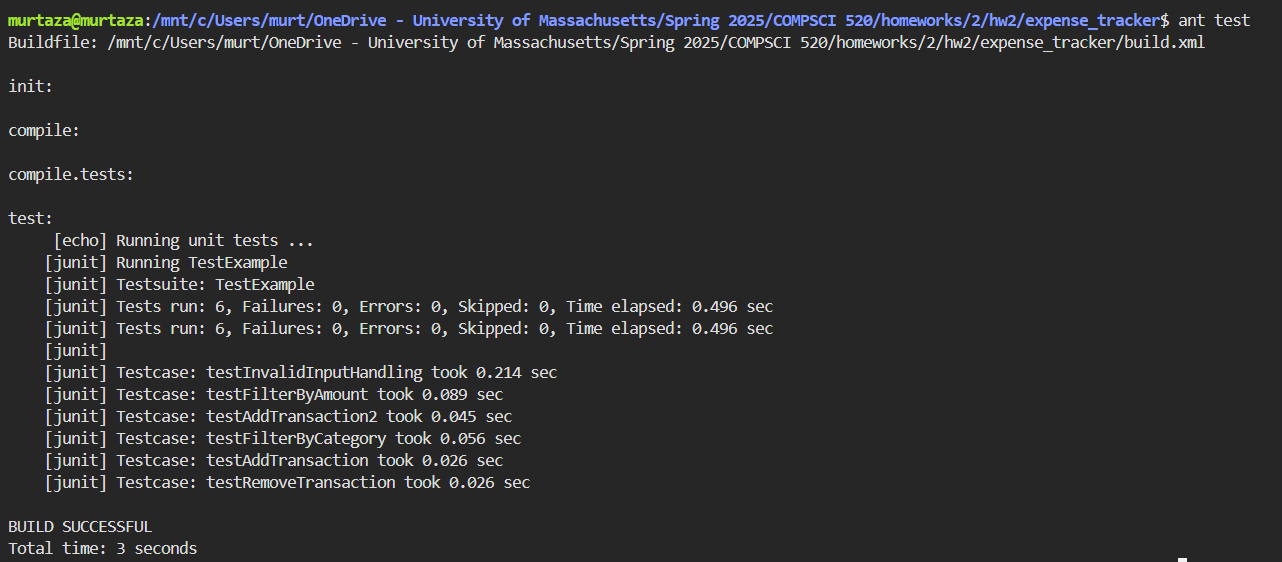 murtaza@murtaza:/mnt/c/Users/murt/OneDrive - University of Massachusetts/Spring 2025/COMPSCI 520/homeworks/2/hw2/expense_tracker$ ant test
Buildfile: /mnt/c/Users/murt/OneDrive - University of Massachusetts/Spring 2025/COMPSCI 520/homeworks/2/hw2/expense_tracker/build.xml
init:
compile:
compile.tests:
test:
[echo] Running unit tests ...
[junit] Running TestExample
[junit] Testsuite: TestExample
[junit] Tests run: 6, Failures: 0, Errors: 0, Skipped: 0, Time elapsed: 0.496 sec
[junit] Tests run: 6, Failures: 0, Errors: 0, Skipped: 0, Time elapsed: 0.496 sec
[junit]
[junit] Testcase: testInvalidInputHandling took 0.214 sec
[junit] Testcase: testFilterByAmount took 0.089 sec
[junit] Testcase: testAddTransaction2 took 0.045 sec
[junit] Testcase: testFilterByCategory took 0.056 sec
[junit] Testcase: testAddTransaction took 0.026 sec
[junit] Testcase: testRemoveTransaction took 0.026 sec
BUILD SUCCESSFUL
Total time: 3 seconds